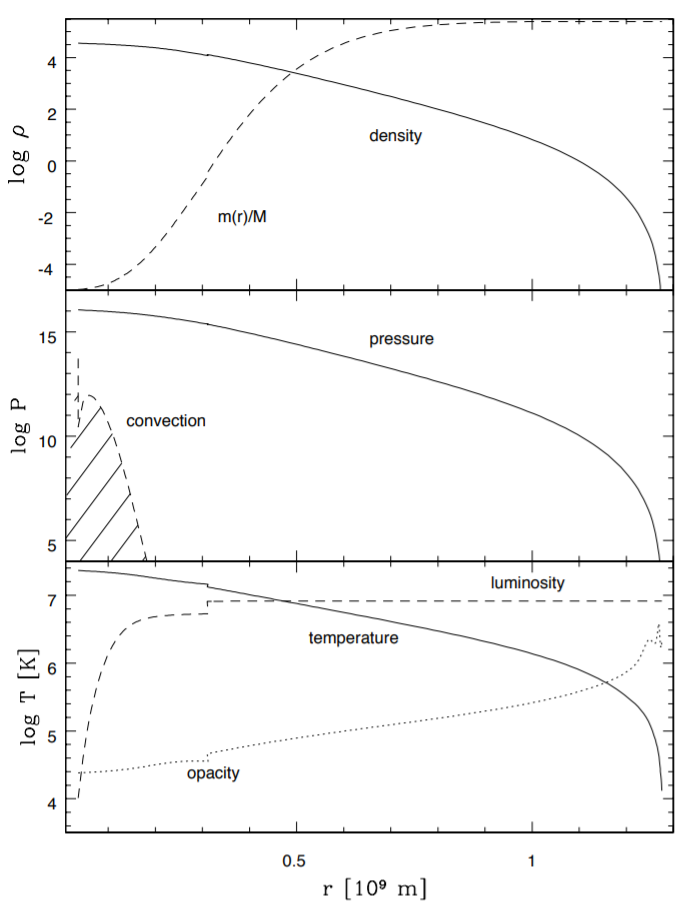 4
2
0
-2
-4
log ρ
density
m(r)/M
15
10
5
log P
pressure
convection
7
6
5
4
log T [K]
luminosity
temperature
opacity
0.5
1
r [10⁹ m]